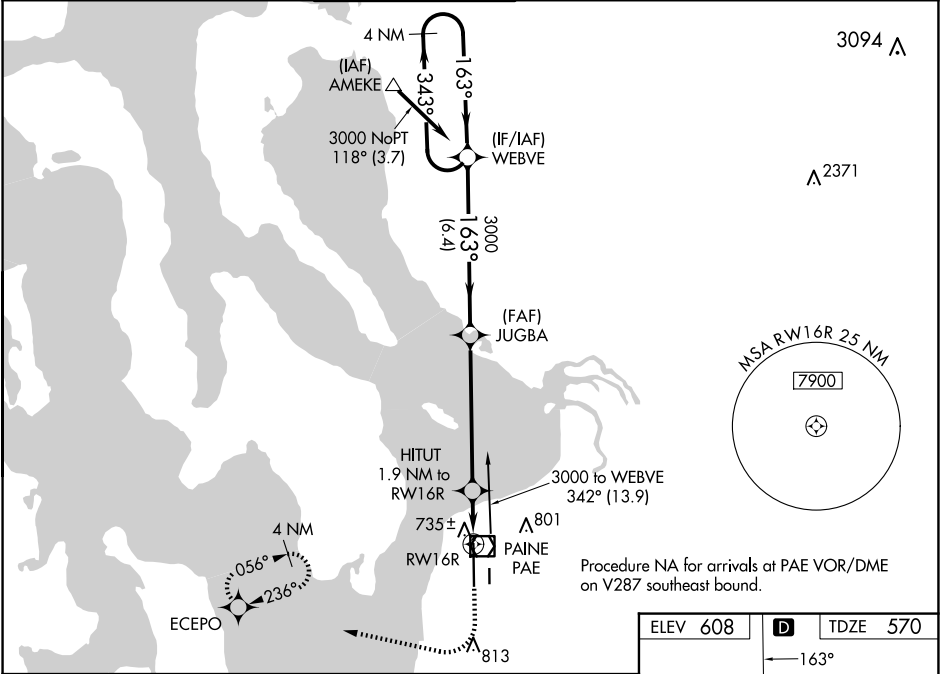 4 NM
3094
(IAF)
AMEKE
343°
163°
3000 NoPT
118° (3.7)
(IF/IAF)
WEBVE
2371
3000
163°
(6.4)
(FAF)
JUGBA
MSA RW16R 25 NM
7900
HITUT
1.9 NM to
RW16R
3000 to WEBVE
342° (13.9)
735±
801
RW16R
PAINE
PAE
4 NM
056°
236°
ECEPO
Procedure NA for arrivals at PAE VOR/DME
on V287 southeast bound.
813
ELEV 608
D
TDZE 570
163°